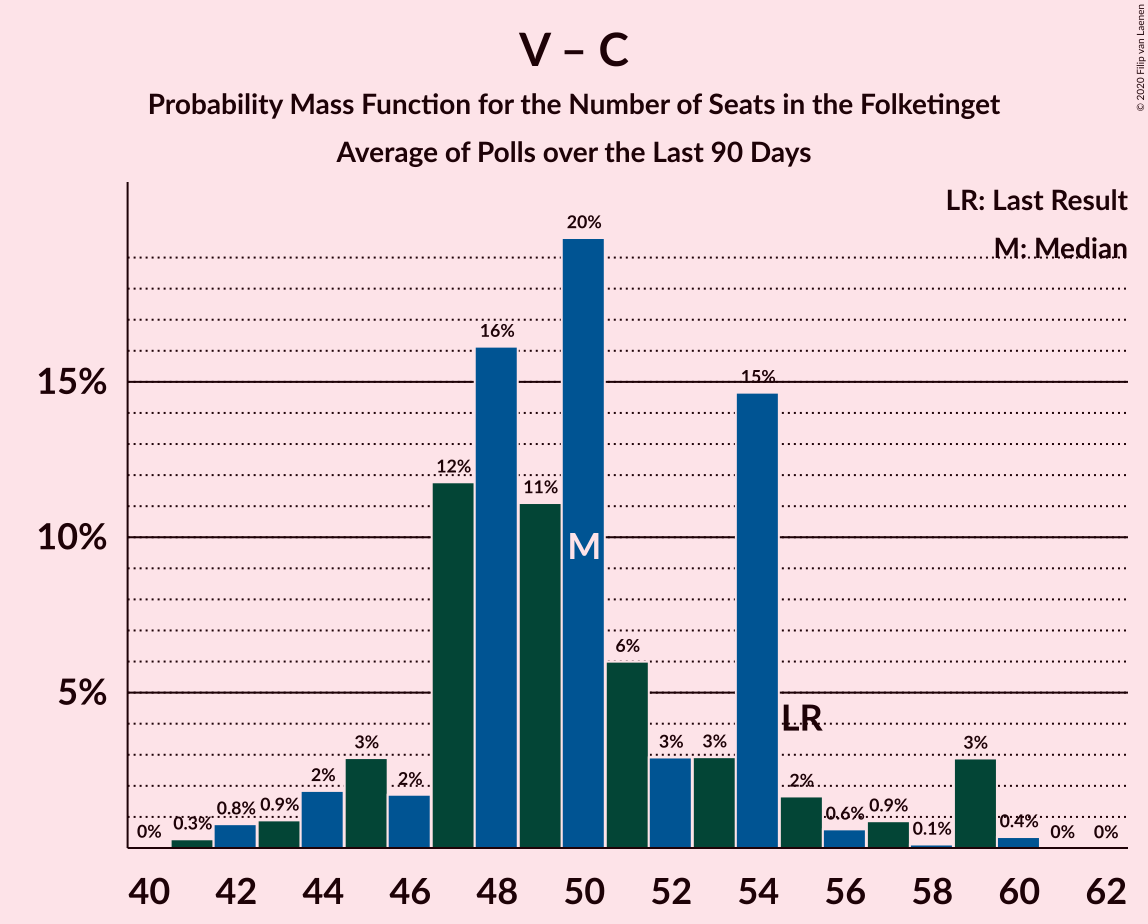 V – C
Probability Mass Function for the Number of Seats in the Folketinget
Average of Polls over the Last 90 Days
© 2020 Filip van Laenen
LR: Last Result
M: Median
15%
10%
5%
0%
0.3%
0.8%
0.9%
2%
3%
2%
12%
16%
11%
20%
6%
3%
3%
15%
2%
0.6%
0.9%
0.1%
3%
0.4%
0%
0%
M
LR
40 42 44 46 48 50 52 54 56 58 60 62